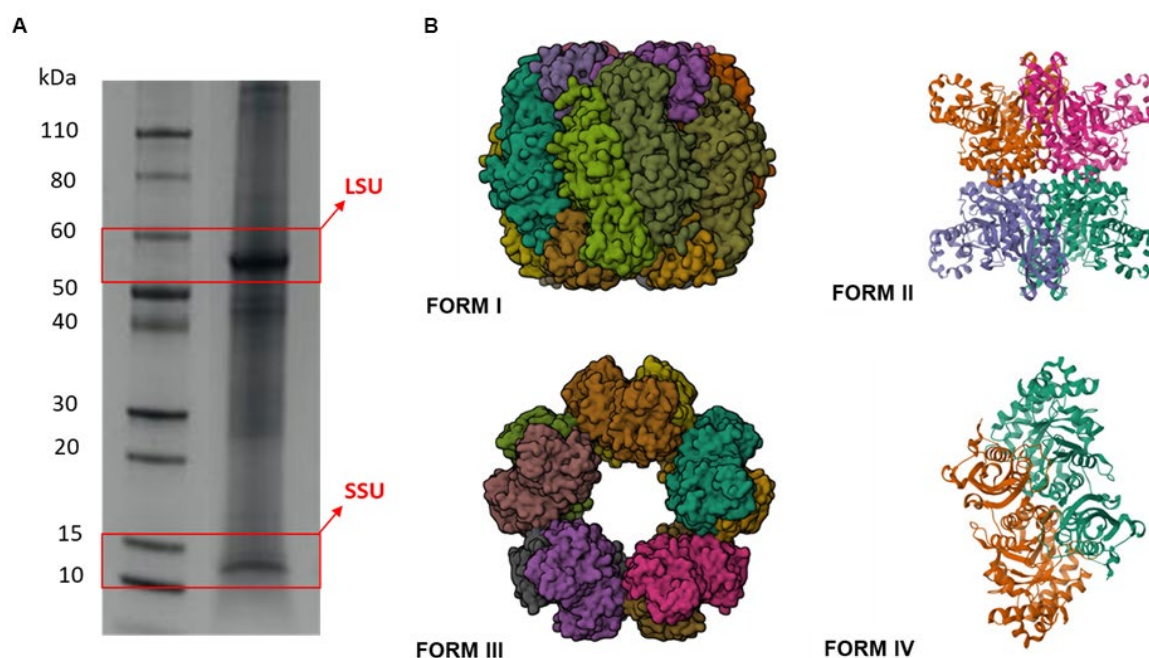 A
kDa
110
80
60
50
40
30
20
15
10
LSU
SSU
B
FORM I
FORM II
FORM III
FORM IV